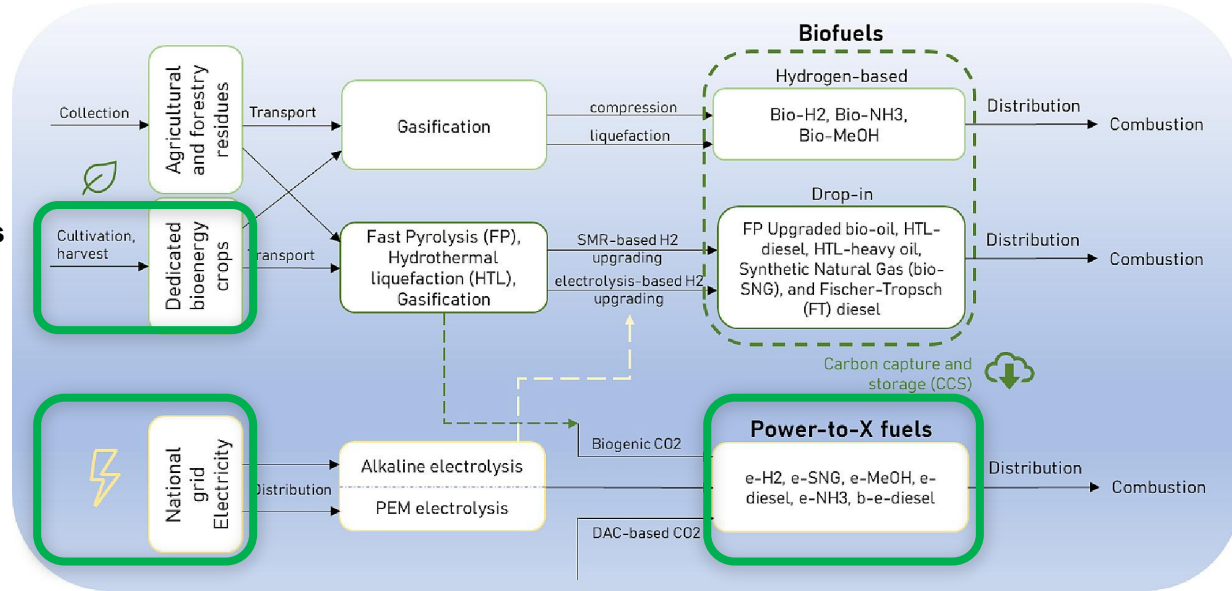 Biofuels
Hydrogen-based
Collection
Agricultural
and forestry
residues
Transport
Gasification
compression
liquefaction
Bio-H2, Bio-NH3,
Bio-MeOH
Distribution
Combustion
Drop-in
s
Cultivation,
harvest
Dedicated
bioenergy
crops
Transport
Fast Pyrolysis (FP),
Hydrothermal
liquefaction (HTL),
Gasification
SMR-based H2
upgrading
electrolysis-based H2
upgrading
FP Upgraded bio-oil, HTL-
diesel, HTL-heavy oil,
Synthetic Natural Gas (bio-
SNG), and Fischer-Tropsch
(FT) diesel
Distribution
Combustion
Carbon capture and
storage (CCS)
Power-to-X fuels
National
grid
Electricity
Distribution
Alkaline electrolysis
PEM electrolysis
Biogenic CO2
DAC-based CO2
e-H2, e-SNG, e-MeOH, e-
diesel, e-NH3, b-e-diesel
Distribution
Combustion